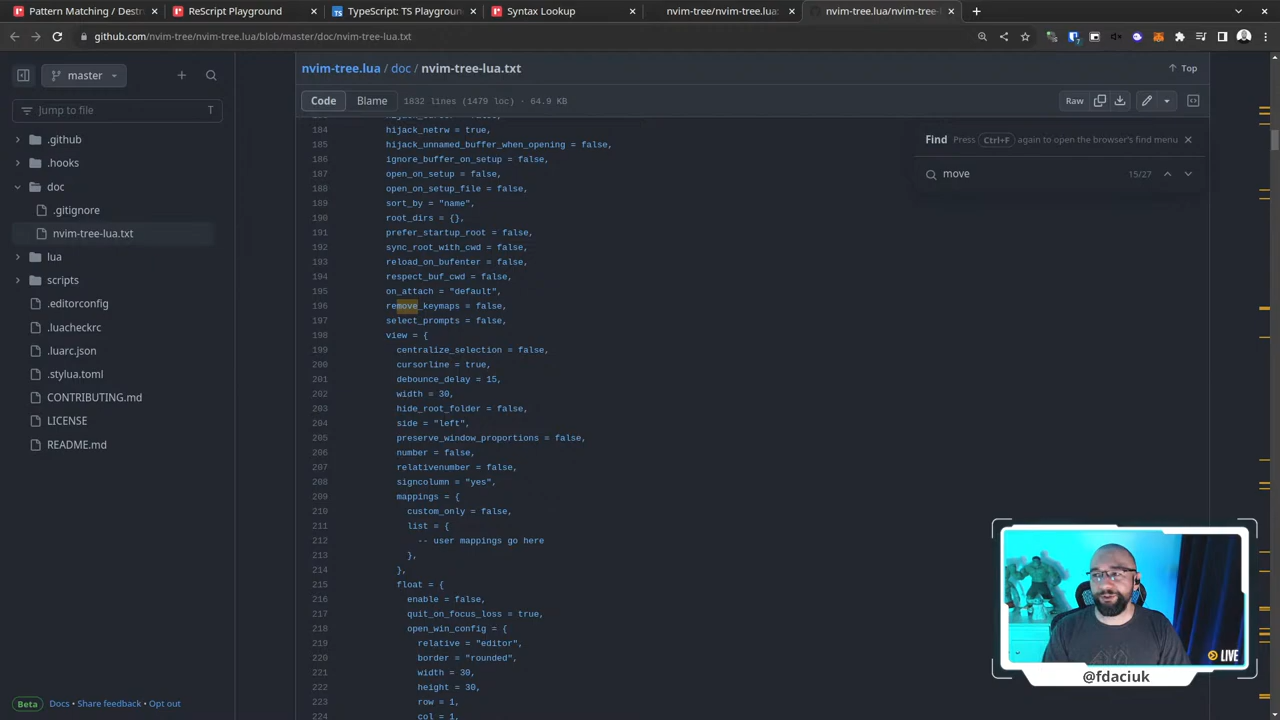 Pattern Matching / Destr
ReScript Playground
TypeScript: TS Playgroun
Syntax Lookup
nvim-tree/nvim-tree.lua:
nvim-tree.lua/nvim-tree-l
github.com/nvim-tree/nvim-tree.lua/blob/master/doc/nvim-tree-lua.txt
master
Jump to file
T
.github
.hooks
doc
.gitignore
nvim-tree-lua.txt
lua
scripts
.editorconfig
.luacheckrc
.luarc.json
.stylua.toml
CONTRIBUTING.md
LICENSE
README.md
Beta Docs • Share feedback • Opt out
nvim-tree.lua / doc / nvim-tree-lua.txt
Top
Code Blame 1832 lines (1479 loc) · 64.9 KB
Raw
Find Press Ctrl+F again to open the browser's find menu
move 15/27
184 hijack_netrw = true,
185 hijack_unnamed_buffer_when_opening = false,
186 ignore_buffer_on_setup = false,
187 open_on_setup = false,
188 open_on_setup_file = false,
189 sort_by = "name",
190 root_dirs = {},
191 prefer_startup_root = false,
192 sync_root_with_cwd = false,
193 reload_on_bufenter = false,
194 respect_buf_cwd = false,
195 on_attach = "default",
196 remove_keymaps = false,
197 select_prompts = false,
198 view = {
199 centralize_selection = false,
200 cursorline = true,
201 debounce_delay = 15,
202 width = 30,
203 hide_root_folder = false,
204 side = "left",
205 preserve_window_proportions = false,
206 number = false,
207 relativenumber = false,
208 signcolumn = "yes",
209 mappings = {
210 custom_only = false,
211 list = {
212 -- user mappings go here
213 },
214 },
215 float = {
216 enable = false,
217 quit_on_focus_loss = true,
218 open_win_config = {
219 relative = "editor",
220 border = "rounded",
221 width = 30,
222 height = 30,
223 row = 1,
224 col = 1,
LIVE
@fdaciuk